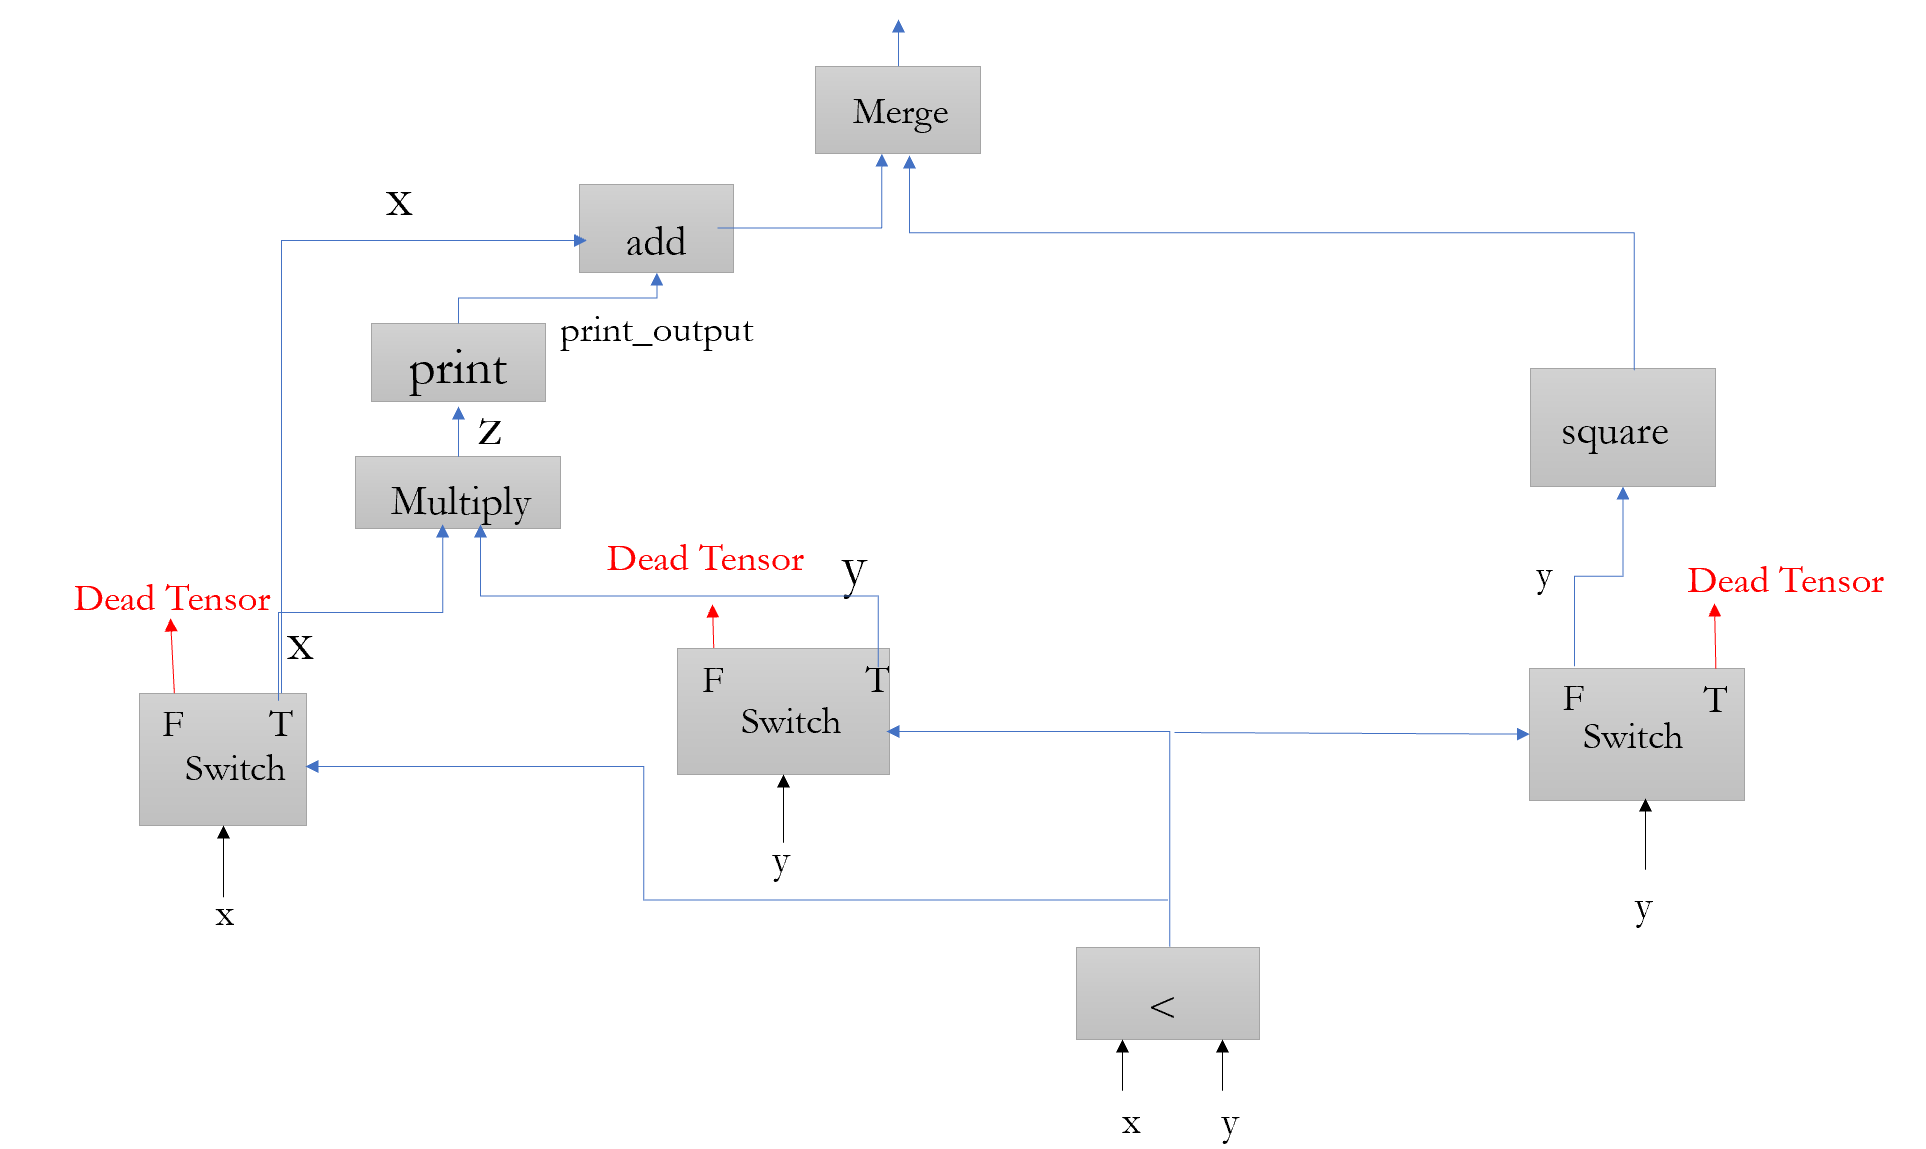 Merge
x
add
print_output
print
z
square
Multiply
Dead Tensor
y
y
Dead Tensor
Dead Tensor
x
F
T
Switch
F
T
Switch
F
T
Switch
y
x
y
<
x
y